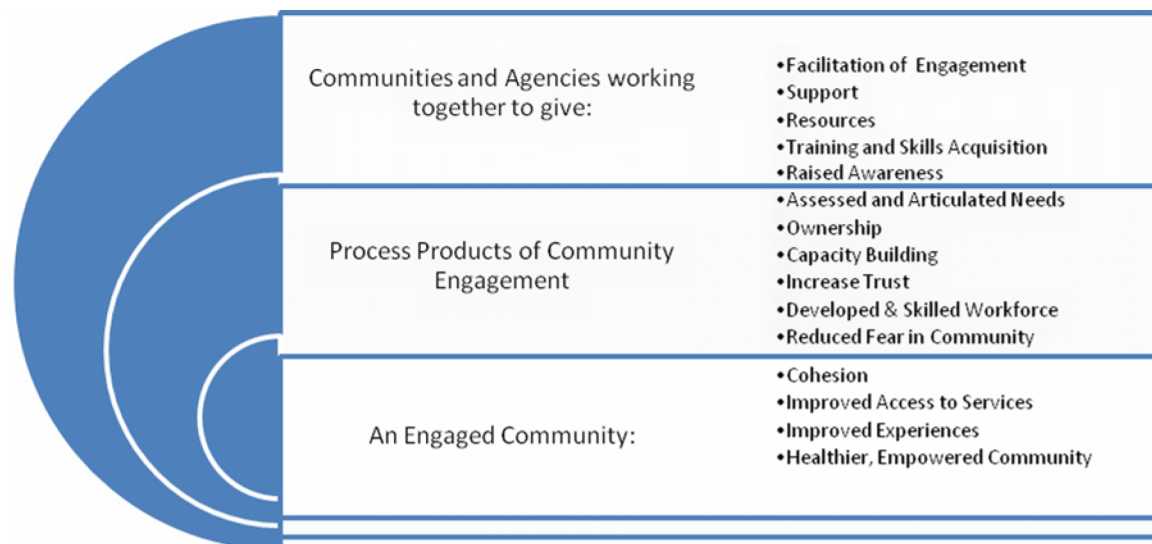 Communities and Agencies working
together to give:
•Facilitation of Engagement
•Support
•Resources
•Training and Skills Acquisition
•Raised Awareness
Process Products of Community
Engagement
•Assessed and Articulated Needs
•Ownership
•Capacity Building
•Increase Trust
•Developed & Skilled Workforce
•Reduced Fear in Community
An Engaged Community:
•Cohesion
•Improved Access to Services
•Improved Experiences
•Healthier, Empowered Community